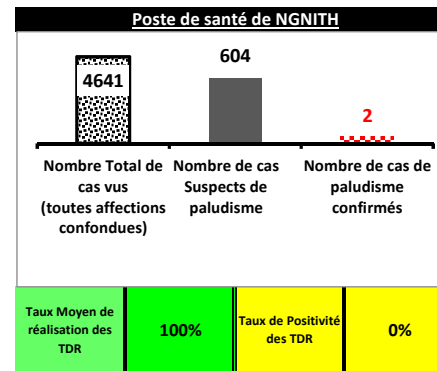 Poste de santé de NGNITH
604
4641
2
Nombre Total de
cas vus
(toutes affections
confondues)
Nombre de cas
Suspects de
paludisme
Nombre de cas de
paludisme
confirmés
Taux Moyen de
réalisation des
TDR
100%
Taux de Positivité
des TDR
0%